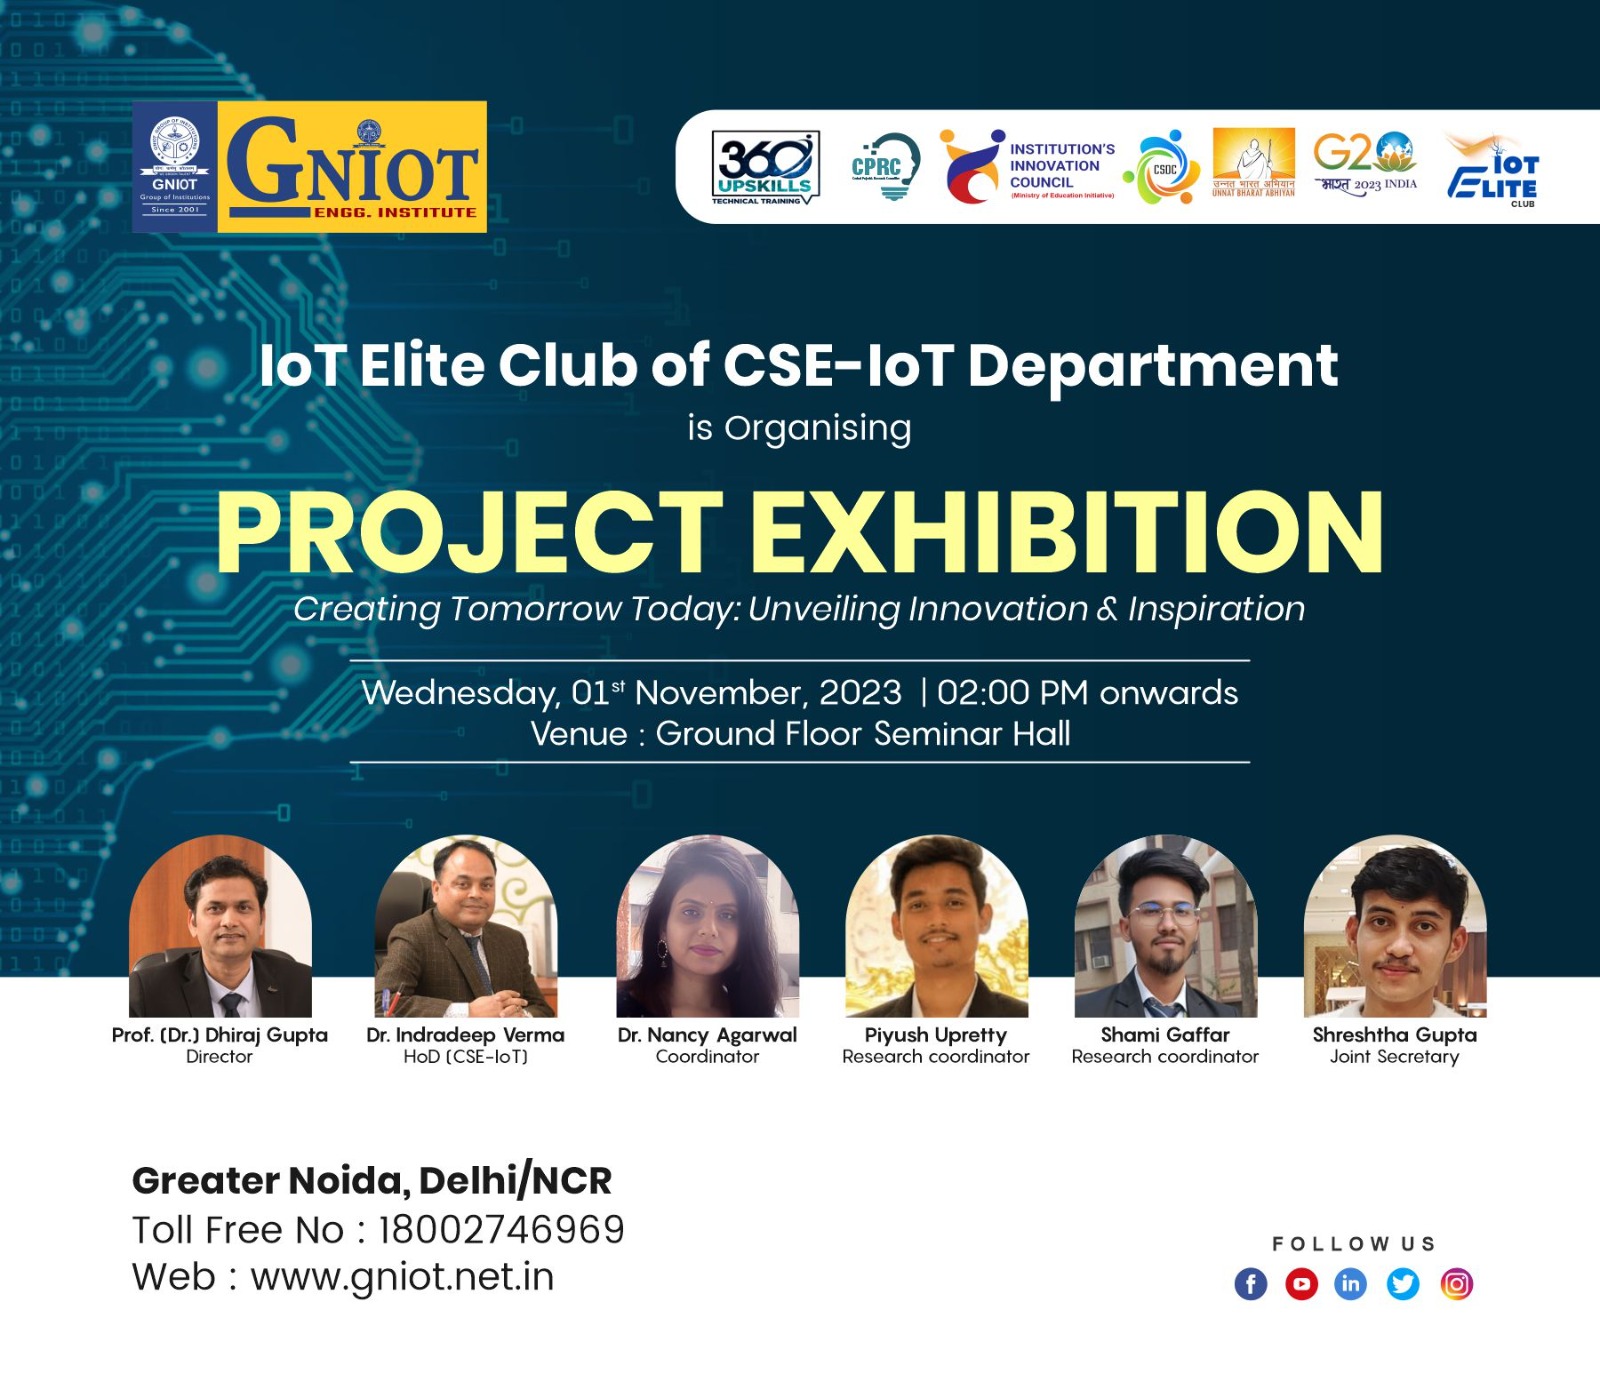 GNIOT
Group of Institutions
Since 2001
GNIOT
ENGG. INSTITUTE
360
UPSKILLS
TECHNICAL TRAINING
CPRC
INSTITUTION'S
INNOVATION
COUNCIL
(Ministry of Education Initiative)
CSDC
उन्नत भारत अभियान
UNNAT BHARAT ABHIYAN
G20
भारत 2023 INDIA
IOT
ELITE
CLUB
IoT Elite Club of CSE-IoT Department
is Organising
PROJECT EXHIBITION
Creating Tomorrow Today: Unveiling Innovation & Inspiration
Wednesday, 01st November, 2023 | 02:00 PM onwards
Venue : Ground Floor Seminar Hall
Prof. (Dr.) Dhiraj Gupta
Director
Dr. Indradeep Verma
HoD (CSE-IoT)
Dr. Nancy Agarwal
Coordinator
Piyush Upretty
Research coordinator
Shami Gaffar
Research coordinator
Shreshtha Gupta
Joint Secretary
Greater Noida, Delhi/NCR
Toll Free No : 18002746969
Web : www.gniot.net.in
FOLLOW US